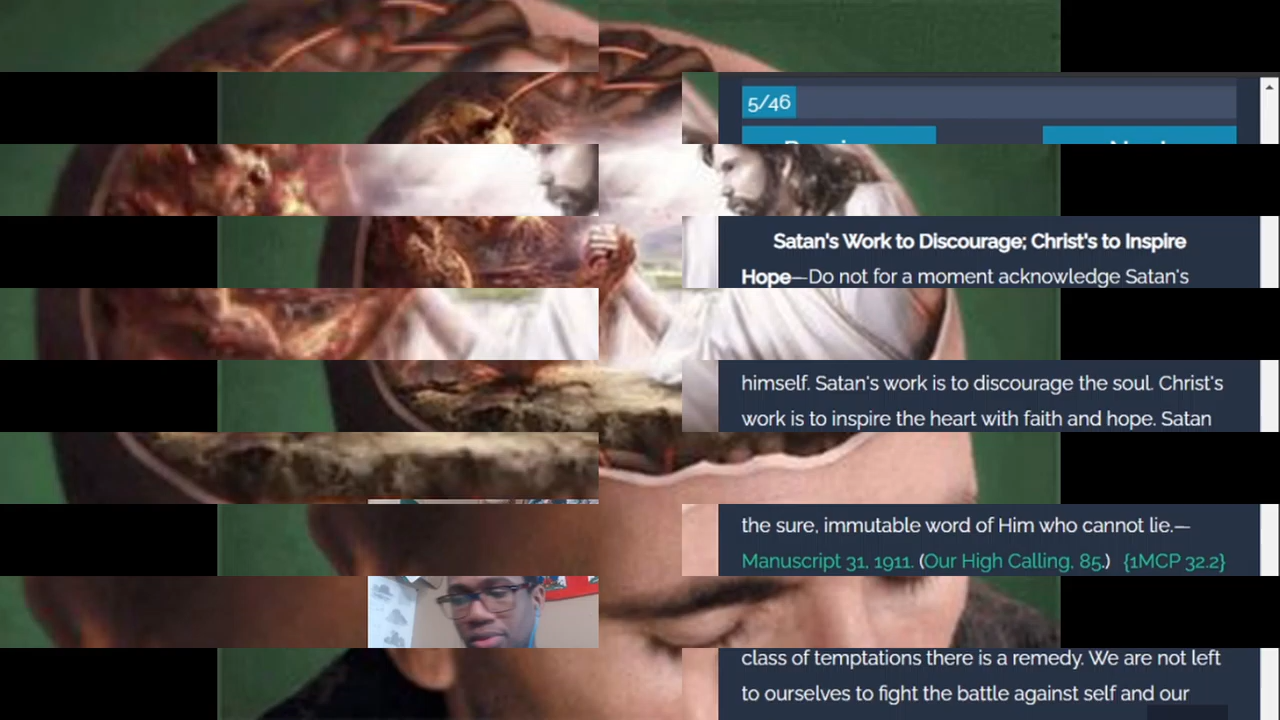 5/46
Satan's Work to Discourage; Christ's to Inspire
Hope—Do not for a moment acknowledge Satan's
himself. Satan's work is to discourage the soul. Christ's
work is to inspire the heart with faith and hope. Satan
the sure, immutable word of Him who cannot lie.—
Manuscript 31, 1911. (Our High Calling, 85.) {1MCP 32.2}
class of temptations there is a remedy. We are not left
to ourselves to fight the battle against self and our